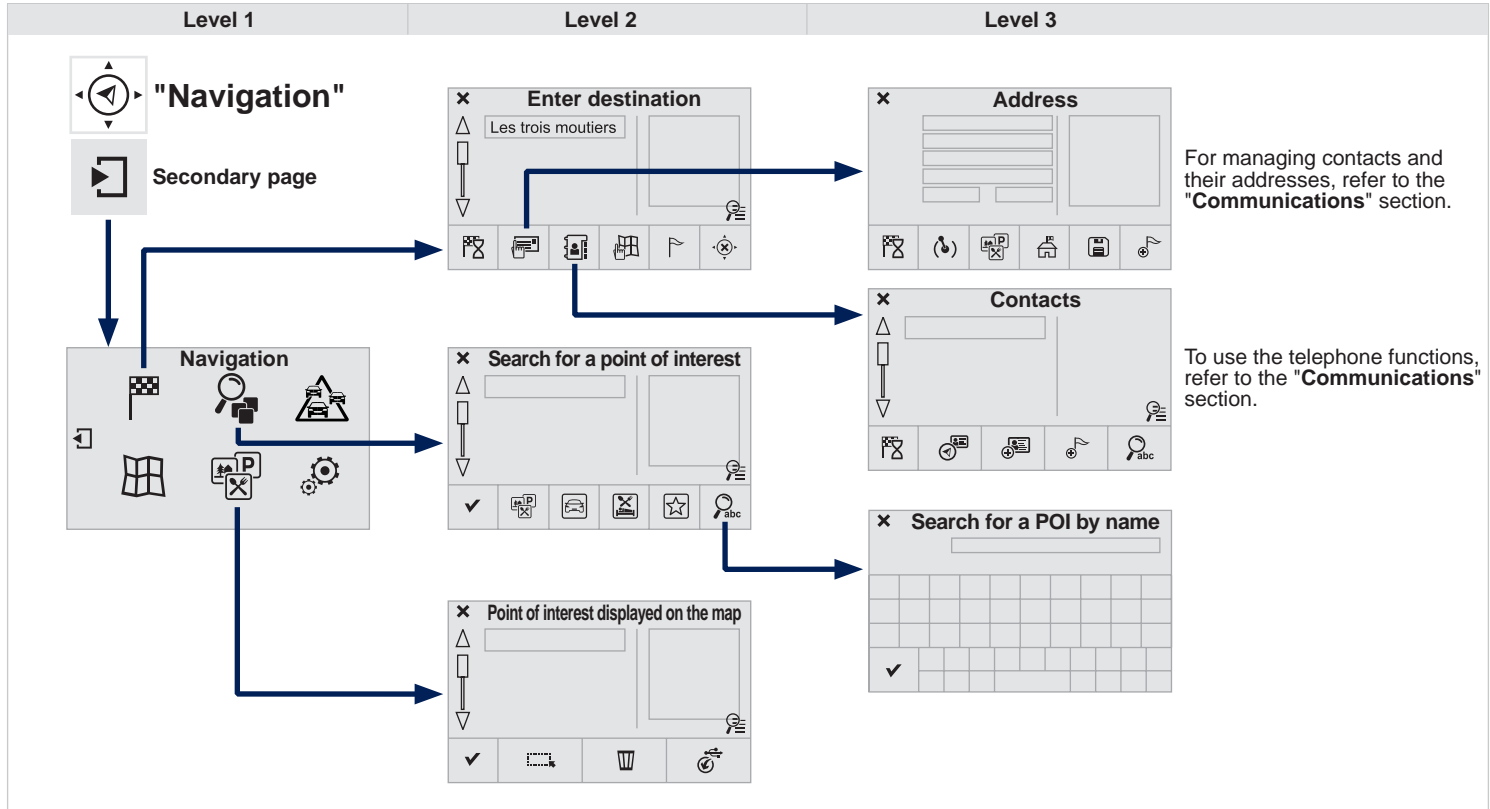 Level 1
Level 2
Level 3
"Navigation"
Secondary page
Navigation
P
Enter destination
Les trois moutiers
Search for a point of interest
P
abc
Point of interest displayed on the map
Address
P
Contacts
abc
Search for a POI by name
For managing contacts and
their addresses, refer to the
"Communications" section.
To use the telephone functions,
refer to the "Communications"
section.